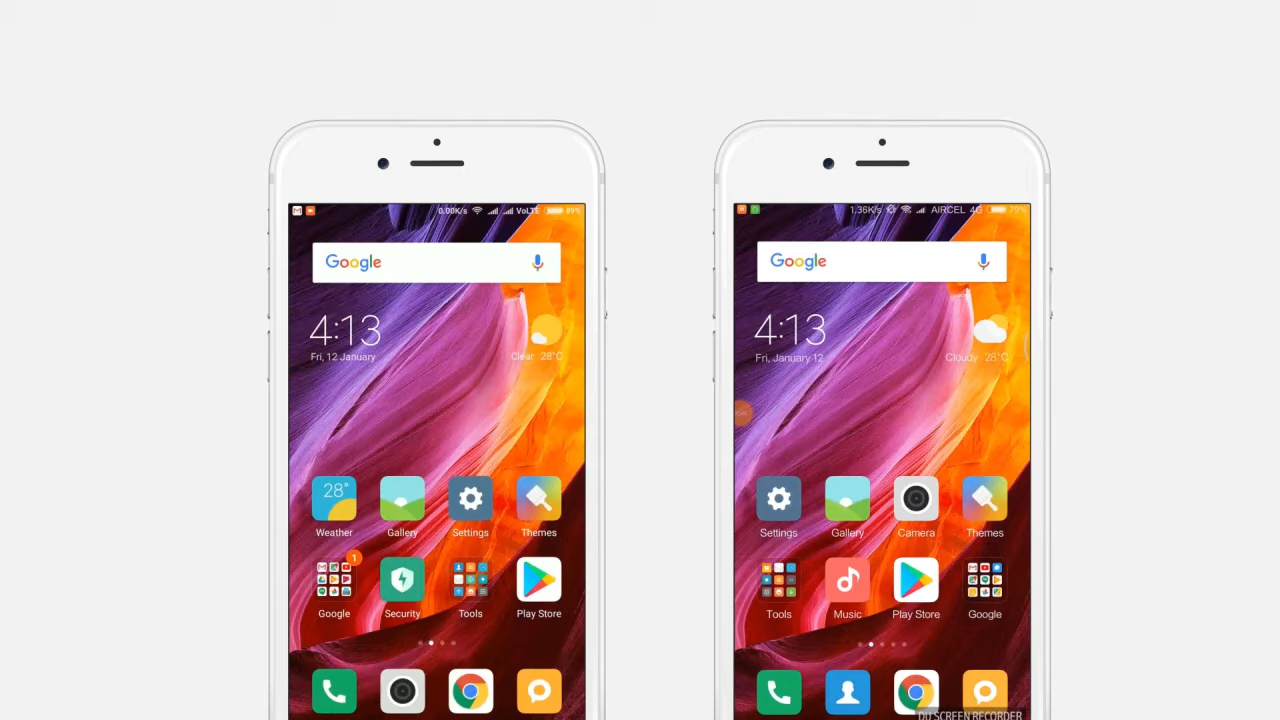 0.00K/s VoLTE 99%
Google
4:13
Fri, 12 January
Clear 28°C
28°
Weather Gallery Settings Themes
1
Google Security Tools Play Store
1.36K/s AIRCEL 4G 79%
Google
4:13
Fri, January 12
Cloudy 28°C
Settings Gallery Camera Themes
Tools Music Play Store Google
DU SCREEN RECORDER